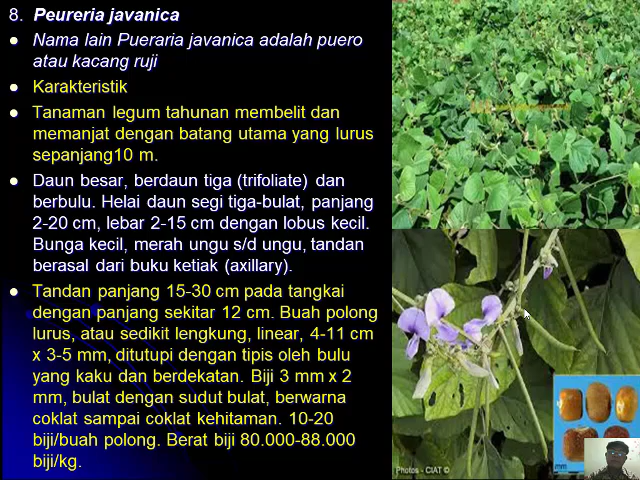 8. Peureria javanica
Nama lain Pueraria javanica adalah puero
atau kacang ruji
Karakteristik
Tanaman legum tahunan membelit dan
memanjat dengan batang utama yang lurus
sepanjang10 m.
Daun besar, berdaun tiga (trifoliate) dan
berbulu. Helai daun segi tiga-bulat, panjang
2-20 cm, lebar 2-15 cm dengan lobus kecil.
Bunga kecil, merah ungu s/d ungu, tandan
berasal dari buku ketiak (axillary).
Tandan panjang 15-30 cm pada tangkai
dengan panjang sekitar 12 cm. Buah polong
lurus, atau sedikit lengkung, linear, 4-11 cm
x 3-5 mm, ditutupi dengan tipis oleh bulu
yang kaku dan berdekatan. Biji 3 mm x 2
mm, bulat dengan sudut bulat, berwarna
coklat sampai coklat kehitaman. 10-20
biji/buah polong. Berat biji 80.000-88.000
biji/kg.
Photos - CIAT ©
mm